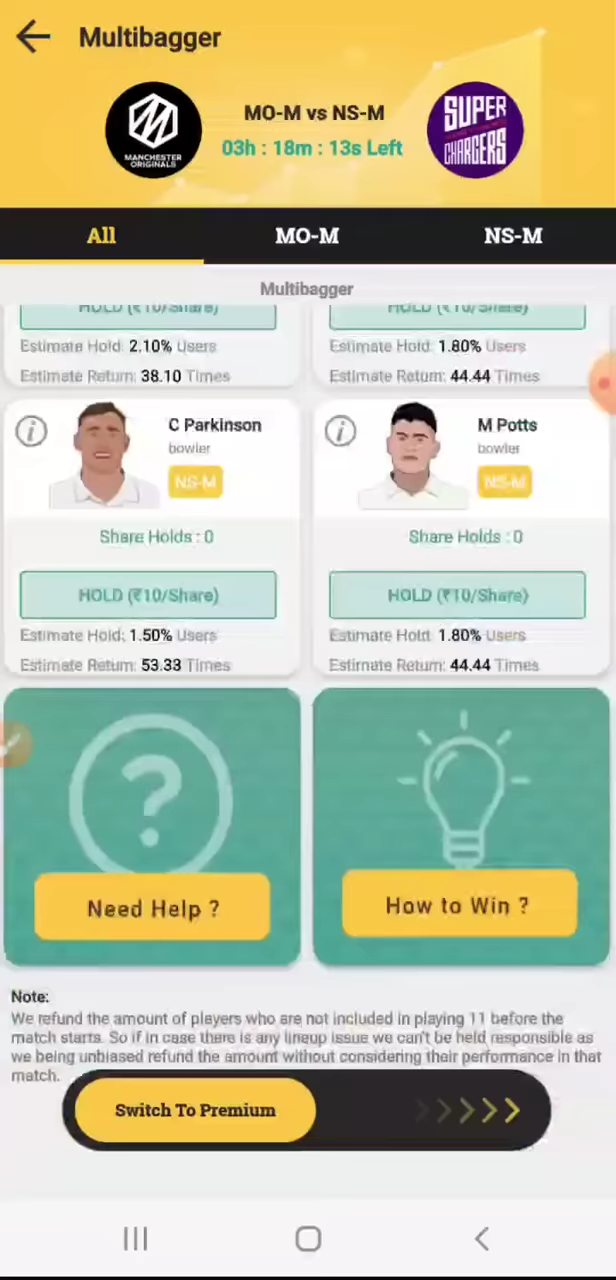 Multibagger
MO-M vs NS-M
03h : 18m : 13s Left
MANCHESTER
ORIGINALS
SUPER
CHARGERS
All
MO-M
NS-M
Multibagger
HOLD (₹10/Share)
HOLD (₹10/Share)
Estimate Hold: 2.10% Users
Estimate Hold: 1.80% Users
Estimate Return: 38.10 Times
Estimate Return: 44.44 Times
C Parkinson
bowler
NS-M
M Potts
bowler
NS-M
Share Holds : 0
Share Holds : 0
HOLD (₹10/Share)
HOLD (₹10/Share)
Estimate Hold: 1.50% Users
Estimate Hold: 1.80% Users
Estimate Return: 53.33 Times
Estimate Return: 44.44 Times
Need Help ?
How to Win ?
Note:
We refund the amount of players who are not included in playing 11 before the
match starts. So if in case there is any lineup issue we can't be held responsible as
we being unbiased refund the amount without considering their performance in that
match.
Switch To Premium